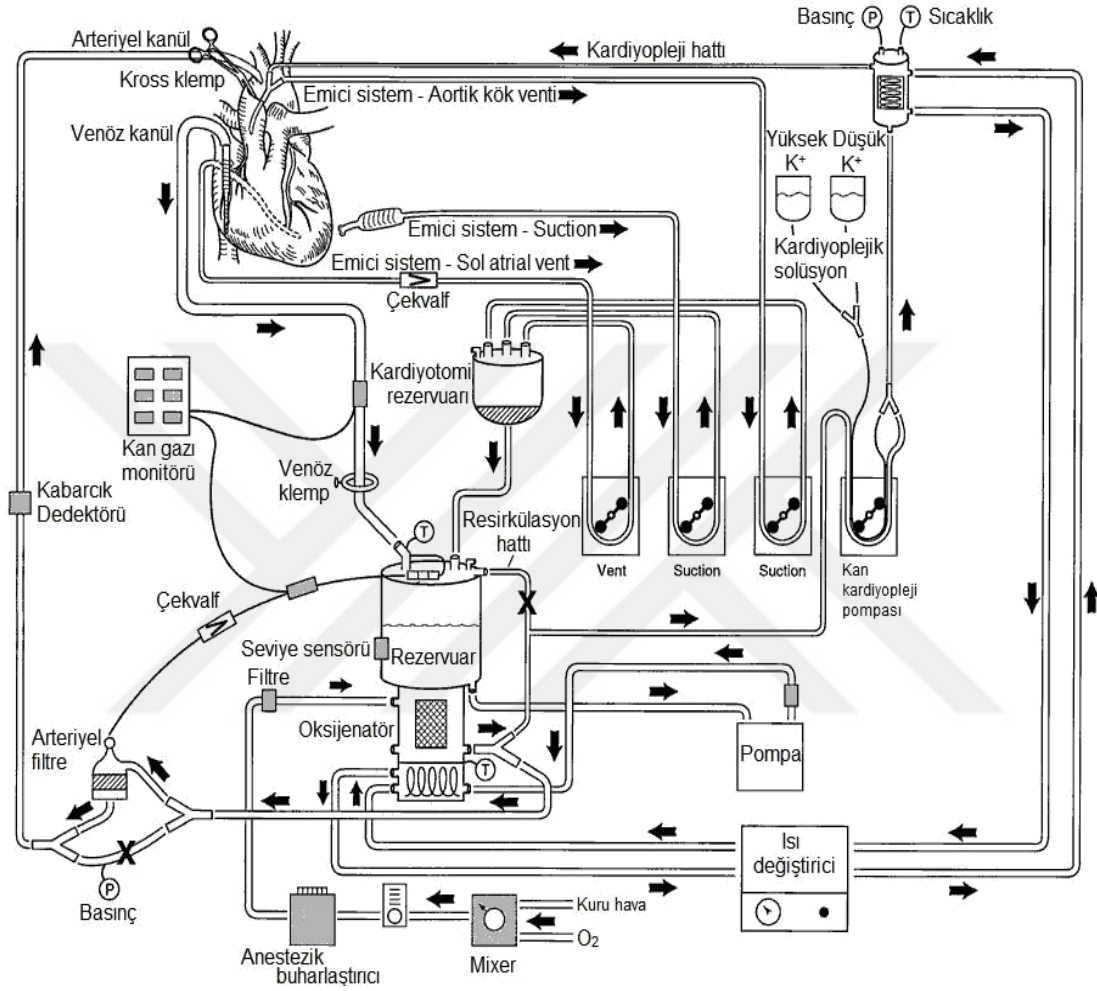 Basınç P T Sıcaklık
Arteriyel kanül
Kardiyopleji hattı
Kross klemp
Emici sistem - Aortik kök venti
Venöz kanül
Yüksek Düşük
K+ K+
Emici sistem - Suction
Kardiyoplejik
solüsyon
Emici sistem - Sol atrial vent
Çekvalf
Kardiyotomi
rezervuarı
Kan gazı
monitörü
Venöz
klemp
Kabarcık
Dedektörü
T
Resirkülasyon
hattı
Vent
Suction
Suction
Kan
kardiyopleji
pompası
Çekvalf
X
Seviye sensörü
Rezervuar
Filtre
Oksijenatör
Arteriyel
filtre
Pompa
T
Isı
değiştirici
X
P
Basınç
Kuru hava
O2
Anestezik
buharlaştırıcı
Mixer